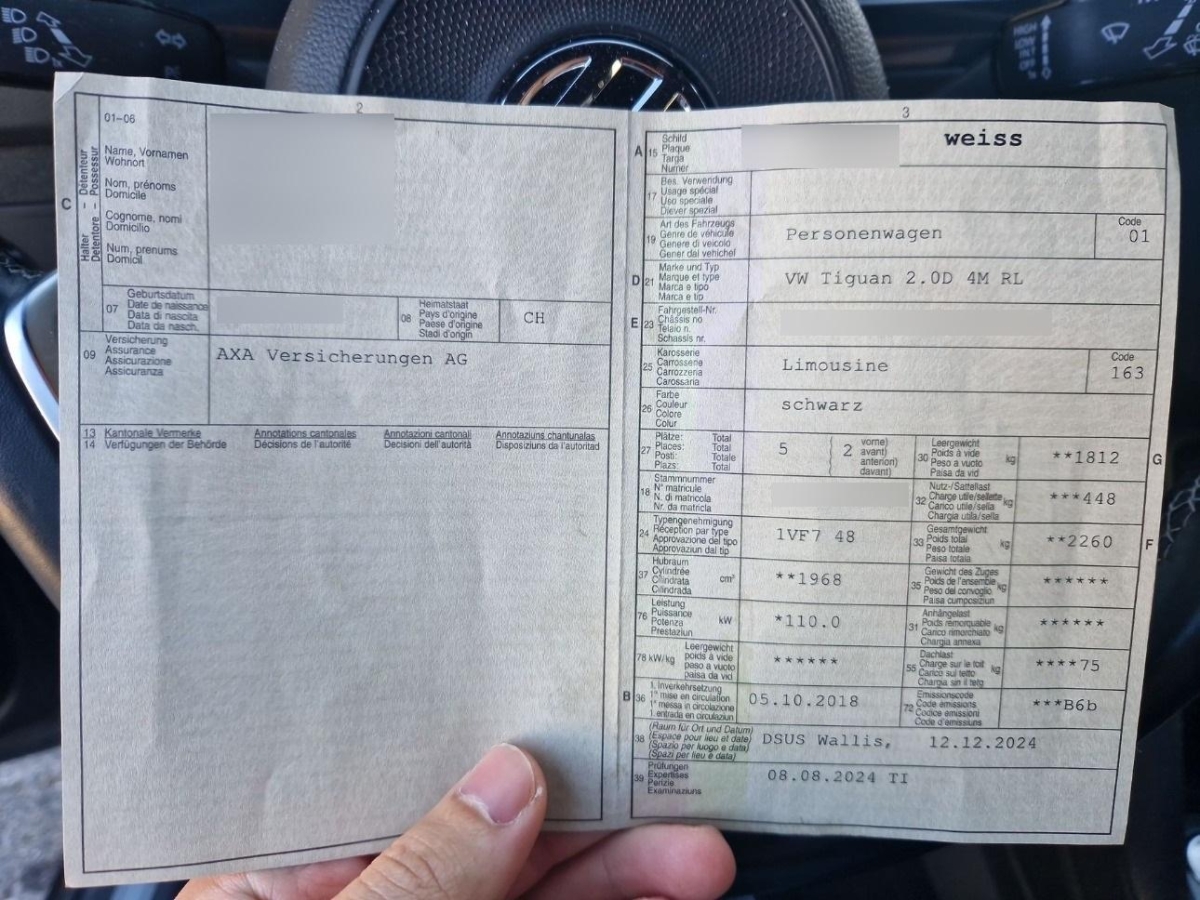 2
01-06
Halter - Détenteur
Detentore - Possessur
C
Name, Vornamen
Wohnort
Nom, prénoms
Domicile
Cognome, nomi
Domicilio
Num, prenums
Domicil
07
Geburtsdatum
Date de naissance
Data di nascita
Data da nasch.
08
Heimatstaat
Pays d'origine
Paese d'origine
Stadi d'origin
CH
09
Versicherung
Assurance
Assicurazione
Assicuranza
AXA Versicherungen AG
13 Kantonale Vermerke Annotations cantonales Annotazioni cantonali Annotaziuns chantunalas
14 Verfügungen der Behörde Décisions de l'autorité Decisioni dell'autorità Disposiziuns da l'autoritad
3
A 15
Schild
Plaque
Targa
Numer
weiss
17
Bes. Verwendung
Usage spécial
Uso speciale
Diever spezial
19
Art des Fahrzeugs
Genre de véhicule
Genere di veicolo
Gener dal vehichel
Personenwagen
Code
01
D 21
Marke und Typ
Marque et type
Marca e tipo
Marca e tip
VW Tiguan 2.0D 4M RL
E 23
Fahrgestell-Nr.
Châssis no
Telaio n.
Schassis nr.
25
Karosserie
Carrosserie
Carrozzeria
Carossaria
Limousine
Code
163
26
Farbe
Couleur
Colore
Colur
schwarz
27
Plätze: Total
Places: Total
Posti: Totale
Plazs: Total
5
2
vorne)
avant)
anteriori)
davant)
30
Leergewicht
Poids à vide
Peso a vuoto
Paisa da vid
kg
**1812
G
18
Stammnummer
N° matricule
N. di matricola
Nr. da matricla
32
Nutz-/Sattellast
Charge utile/sellette
Carico utile/sella
Chargia utila/sella
kg
***448
24
Typengenehmigung
Réception par type
Approvazione del tipo
Approvaziun dal tip
1VF7 48
33
Gesamtgewicht
Poids total
Peso totale
Paisa totala
kg
**2260
F
37
Hubraum
Cylindrée
Cilindrata
Cilindrada
cm³
**1968
35
Gewicht des Zuges
Poids de l'ensemble
Peso del convoglio
Paisa cumposiziun
kg
******
76
Leistung
Puissance
Potenza
Prestaziun
kW
*110.0
31
Anhängelast
Poids remorquable
Carico rimorchiato
Chargia annexa
kg
******
78 kW/kg
Leergewicht
poids à vide
peso a vuoto
paisa da vid
******
55
Dachlast
Charge sur le toit
Carico sul tetto
Chargia sin il tetg
kg
****75
B 36
1. Inverkehrsetzung
1re mise en circulation
1a messa in circolazione
1. entrada en circulaziun
05.10.2018
72
Emissionscode
Code émissions
Codice emissioni
Code d'emissiuns
***B6b
38
(Raum für Ort und Datum)
(Espace pour lieu et date)
(Spazio per luogo e data)
(Spazi per lieu e data)
DSUS Wallis, 12.12.2024
39
Prüfungen
Expertises
Perizie
Examinaziuns
08.08.2024 TI